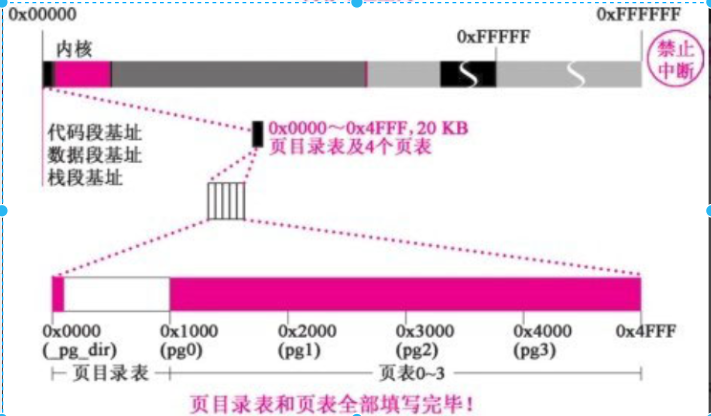 0x00000
0xFFFFFF
0xFFFFF
内核
禁止
中断
代码段基址
数据段基址
栈段基址
0x0000～0x4FFF,20 KB
页目录表及4个页表
0x0000
(_pg_dir)
0x1000
(pg0)
0x2000
(pg1)
0x3000
(pg2)
0x4000
(pg3)
0x4FFF
页目录表
页表0~3
页目录表和页表全部填写完毕！